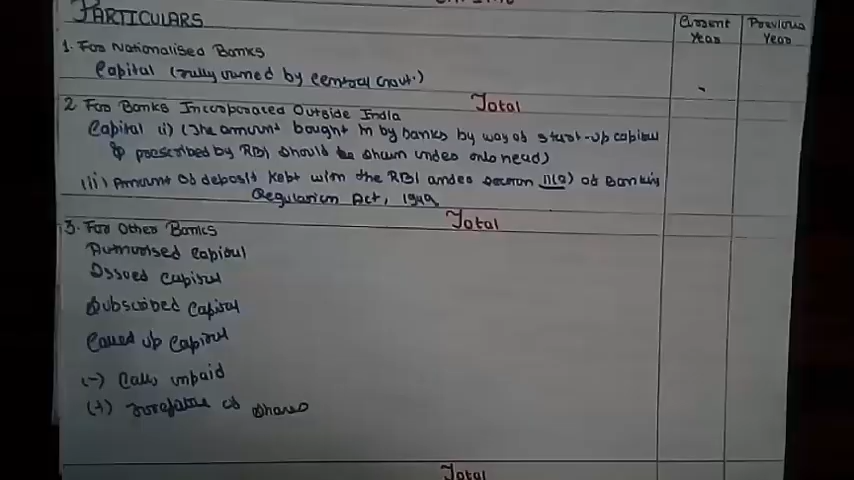 PARTICULARS
Current Year
Previous Year
1. For Nationalised Banks
Capital (Fully owned by Central Govt.)
Total
2 For Banks Incorporated Outside India
Capital (i) (The amount bought in by banks by way of start-up capital
prescribed by RBI should be shown under this head)
(ii) Amount of deposit kept with the RBI under section 11(2) of Banking
Regulation Act, 1949
Total
3. For Other Banks
Authorised Capital
Issued Capital
Subscribed Capital
Called up Capital
(-) Calls unpaid
(+) Forfeiture of shares
Total